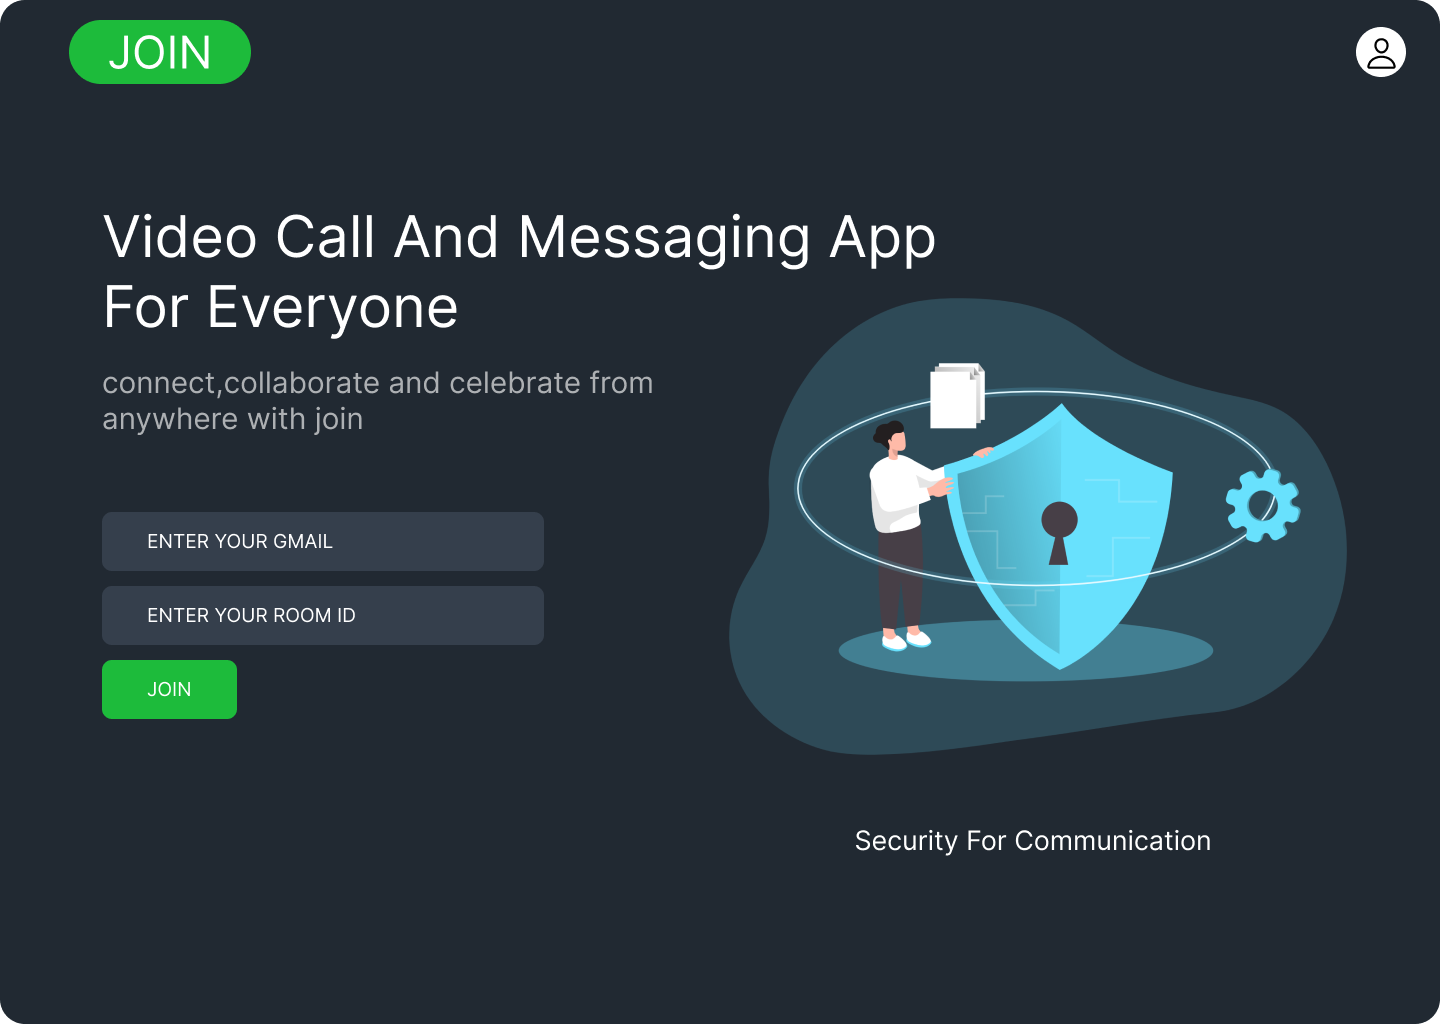 JOIN
Video Call And Messaging App
For Everyone
connect,collaborate and celebrate from
anywhere with join
ENTER YOUR GMAIL
ENTER YOUR ROOM ID
JOIN
Security For Communication